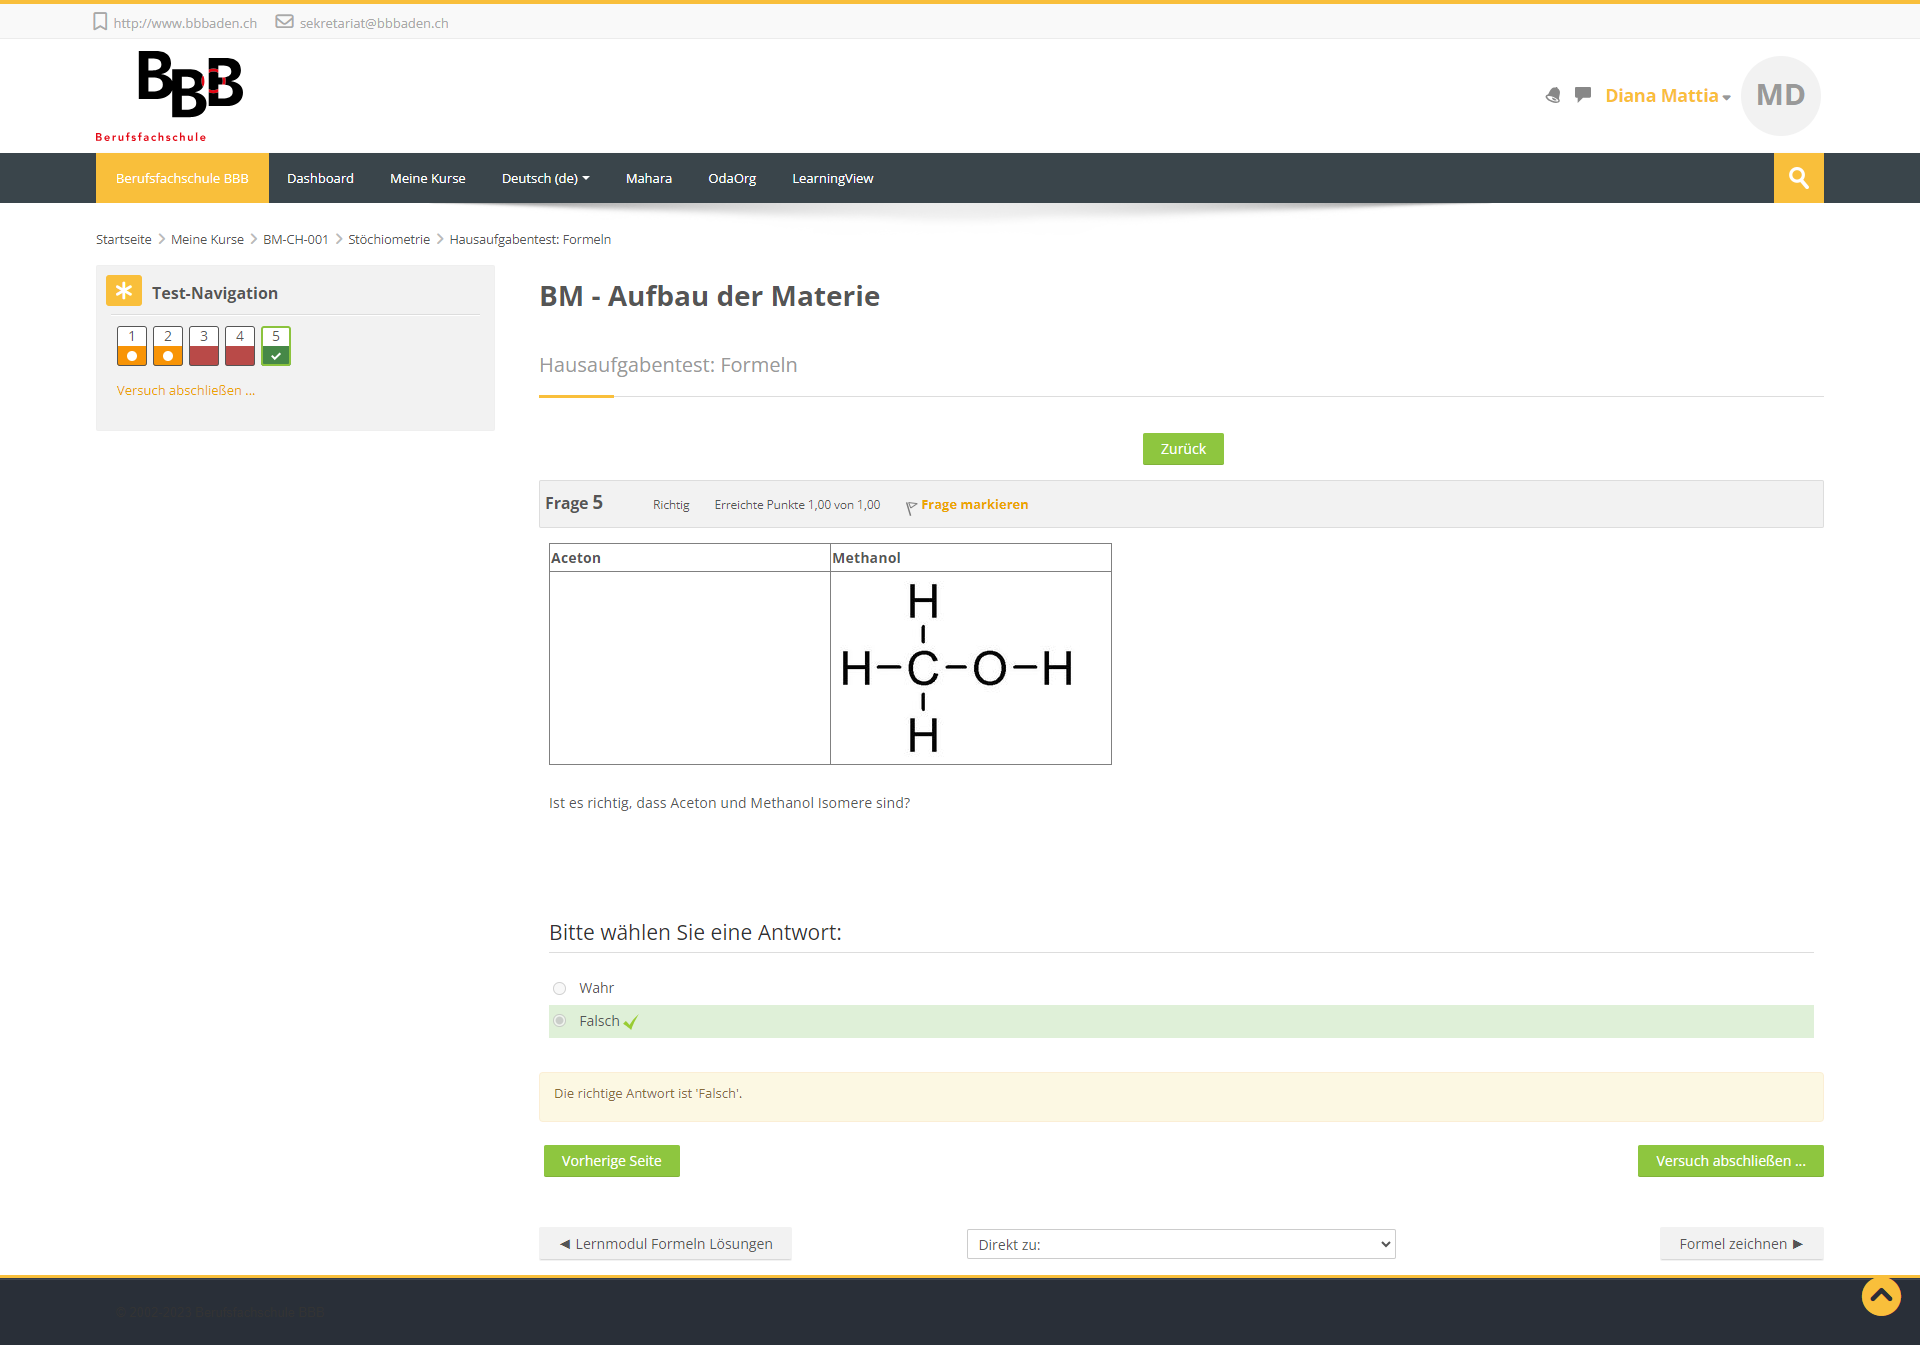 http://www.bbbaden.ch sekretariat@bbbaden.ch
BBB
Berufsfachschule
Diana Mattia MD
Berufsfachschule BBB Dashboard Meine Kurse Deutsch (de) Mahara OdaOrg LearningView
Startseite > Meine Kurse > BM-CH-001 > Stöchiometrie > Hausaufgabentest: Formeln
Test-Navigation
1 2 3 4 5
Versuch abschließen ...
BM - Aufbau der Materie
Hausaufgabentest: Formeln
Zurück
Frage 5 Richtig Erreichte Punkte 1,00 von 1,00 Frage markieren
Aceton Methanol
H
H-C-O-H
H
Ist es richtig, dass Aceton und Methanol Isomere sind?
Bitte wählen Sie eine Antwort:
Wahr
Falsch
Die richtige Antwort ist 'Falsch'.
Vorherige Seite Versuch abschließen ...
◄ Lernmodul Formeln Lösungen Direkt zu: Formel zeichnen ►